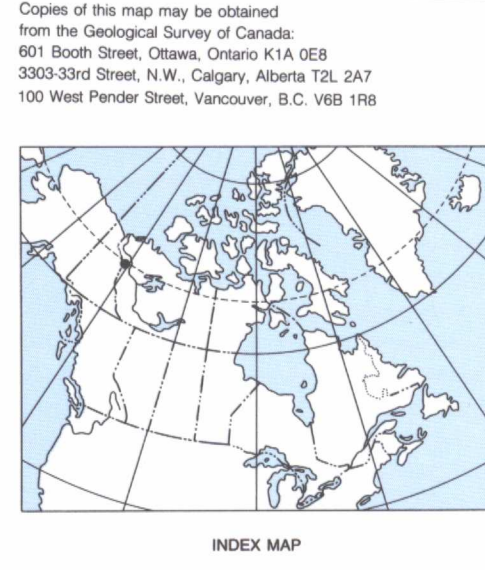 Copies of this map may be obtained
from the Geological Survey of Canada:
601 Booth Street, Ottawa, Ontario K1A 0E8
3303-33rd Street, N.W., Calgary, Alberta T2L 2A7
100 West Pender Street, Vancouver, B.C. V6B 1R8
INDEX MAP